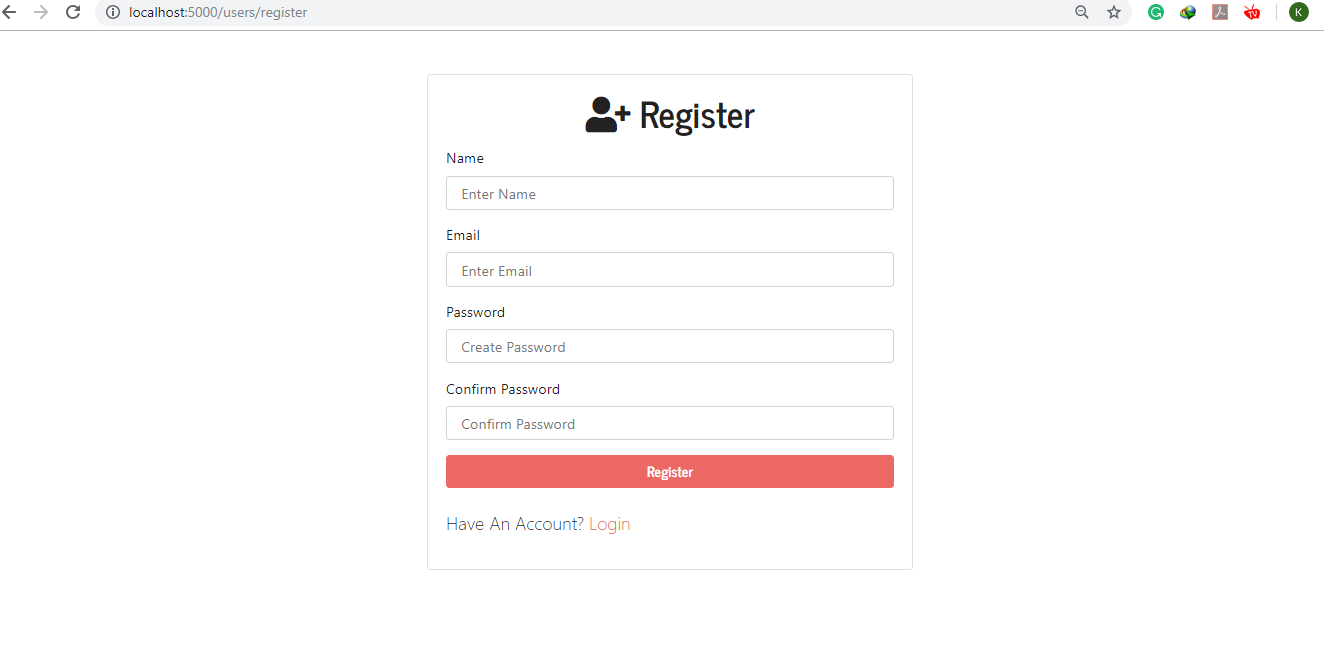 localhost:5000/users/register
K
Register
Name
Enter Name
Email
Enter Email
Password
Create Password
Confirm Password
Confirm Password
Register
Have An Account? Login